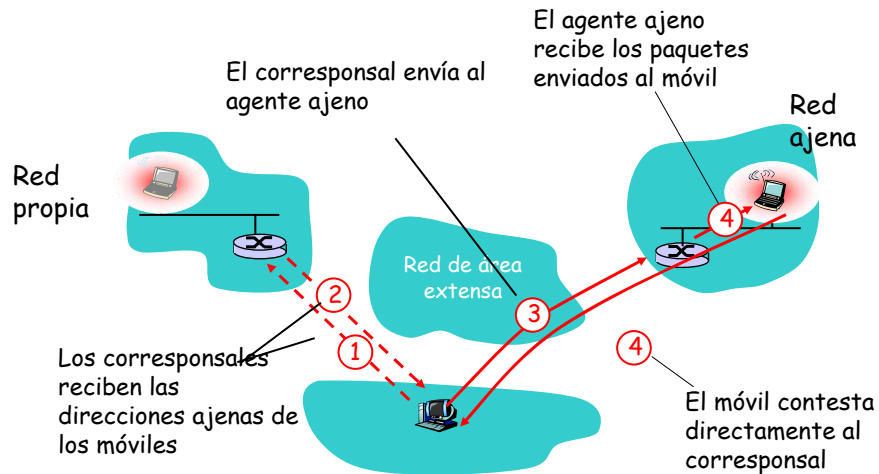 El agente ajeno
recibe los paquetes
enviados al móvil
El corresponsal envía al
agente ajeno
Red
ajena
Red
propia
4
Red de área
extensa
2
3
1
4
Los corresponsales
reciben las
direcciones ajenas de
los móviles
El móvil contesta
directamente al
corresponsal